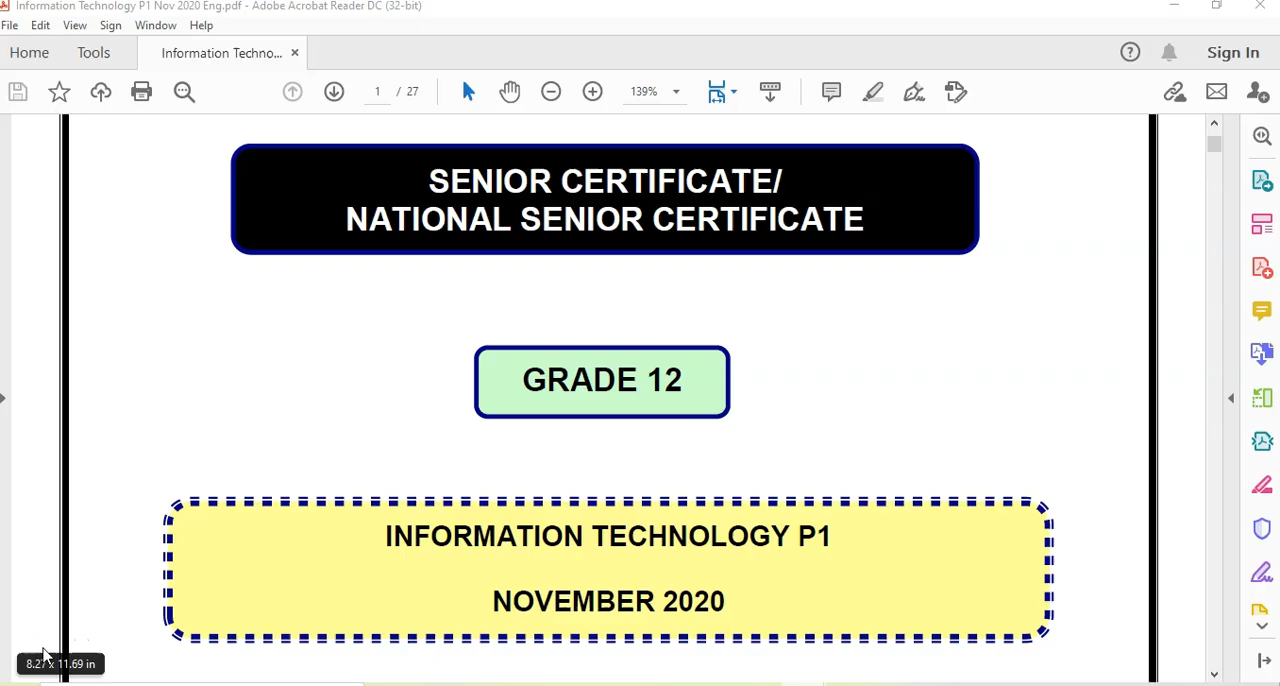 Information Technology P1 Nov 2020 Eng.pdf - Adobe Acrobat Reader DC (32-bit)
File Edit View Sign Window Help
Home Tools Information Techno... × Sign In
1 / 27 139%
SENIOR CERTIFICATE/
NATIONAL SENIOR CERTIFICATE
GRADE 12
INFORMATION TECHNOLOGY P1
NOVEMBER 2020
8.27 x 11.69 in